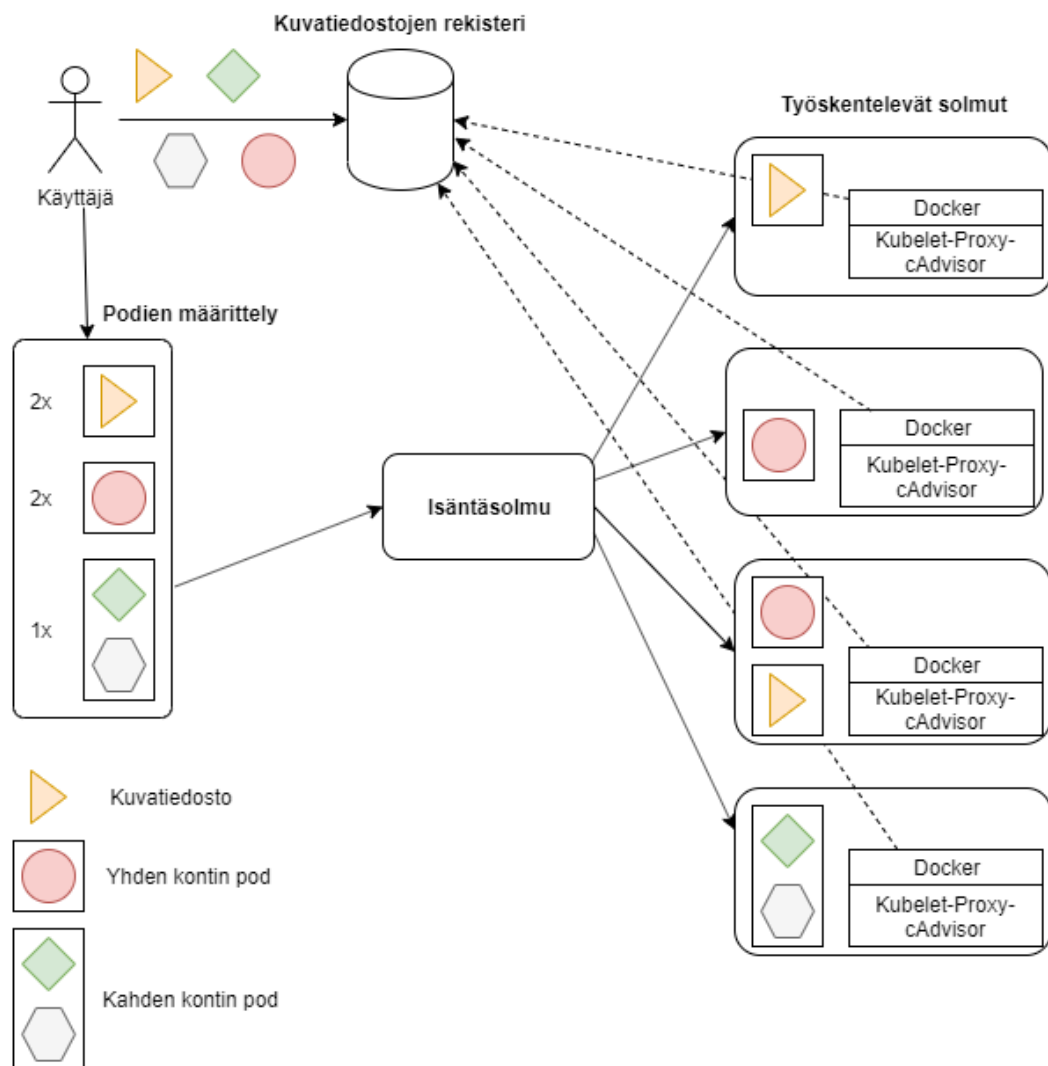 Kuvatiedostojen rekisteri
Käyttäjä
Työskentelevät solmut
Docker
Kubelet-Proxy-
cAdvisor
Podien määrittely
2x
2x
1x
Isäntäsolmu
Docker
Kubelet-Proxy-
cAdvisor
Docker
Kubelet-Proxy-
cAdvisor
Docker
Kubelet-Proxy-
cAdvisor
Kuvatiedosto
Yhden kontin pod
Kahden kontin pod